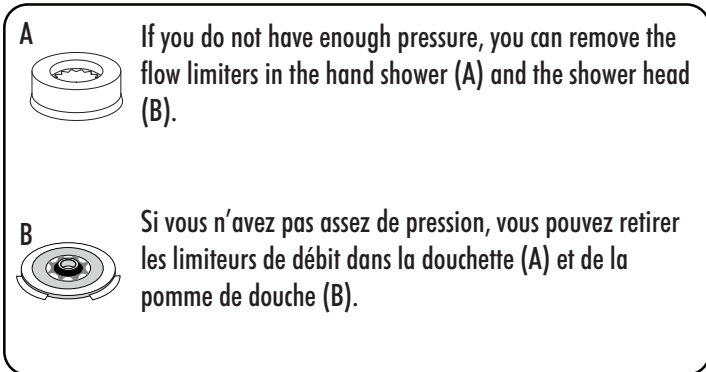 A
If you do not have enough pressure, you can remove the
flow limiters in the hand shower (A) and the shower head
(B).
B
Si vous n’avez pas assez de pression, vous pouvez retirer
les limiteurs de débit dans la douchette (A) et de la
pomme de douche (B).